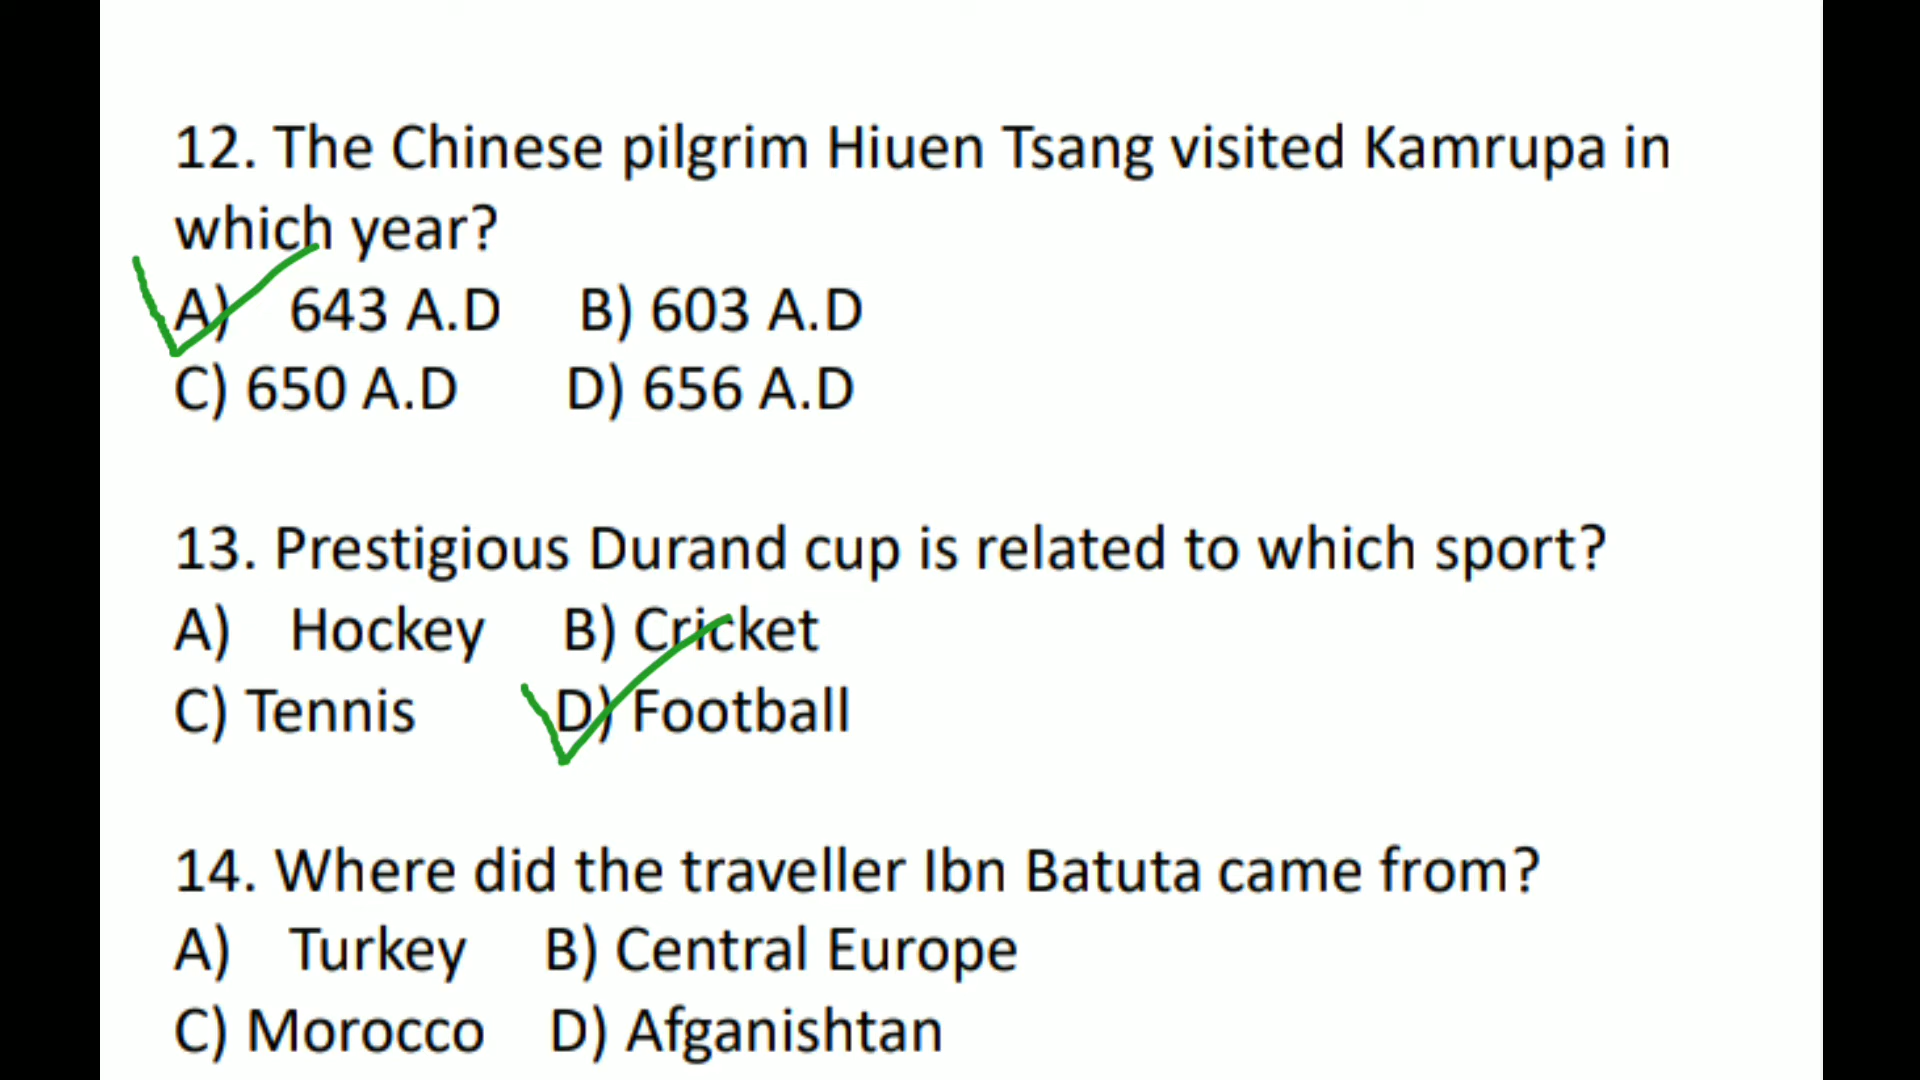 12. The Chinese pilgrim Hiuen Tsang visited Kamrupa in
which year?
A) 643 A.D B) 603 A.D
C) 650 A.D D) 656 A.D
13. Prestigious Durand cup is related to which sport?
A) Hockey B) Cricket
C) Tennis D) Football
14. Where did the traveller Ibn Batuta came from?
A) Turkey B) Central Europe
C) Morocco D) Afganishtan